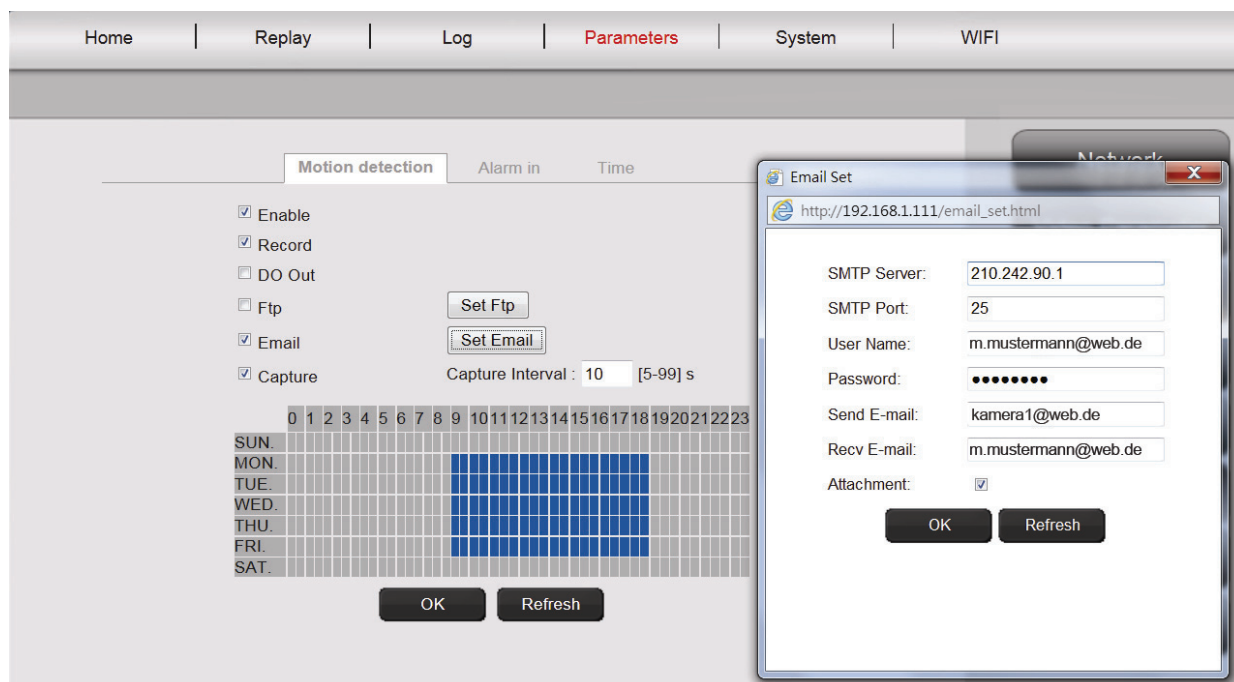 Home Replay Log Parameters System WIFI
Network
Motion detection Alarm in Time
Enable
Record
DO Out
Ftp Set Ftp
Email Set Email
Capture Capture Interval : 10 [5-99] s
0 1 2 3 4 5 6 7 8 9 10 11 12 13 14 15 16 17 18 19 20 21 22 23
SUN.
MON.
TUE.
WED.
THU.
FRI.
SAT.
OK Refresh
Email Set
http://192.168.1.111/email_set.html
SMTP Server: 210.242.90.1
SMTP Port: 25
User Name: m.mustermann@web.de
Password: ●●●●●●●●
Send E-mail: kamera1@web.de
Recv E-mail: m.mustermann@web.de
Attachment:
OK Refresh